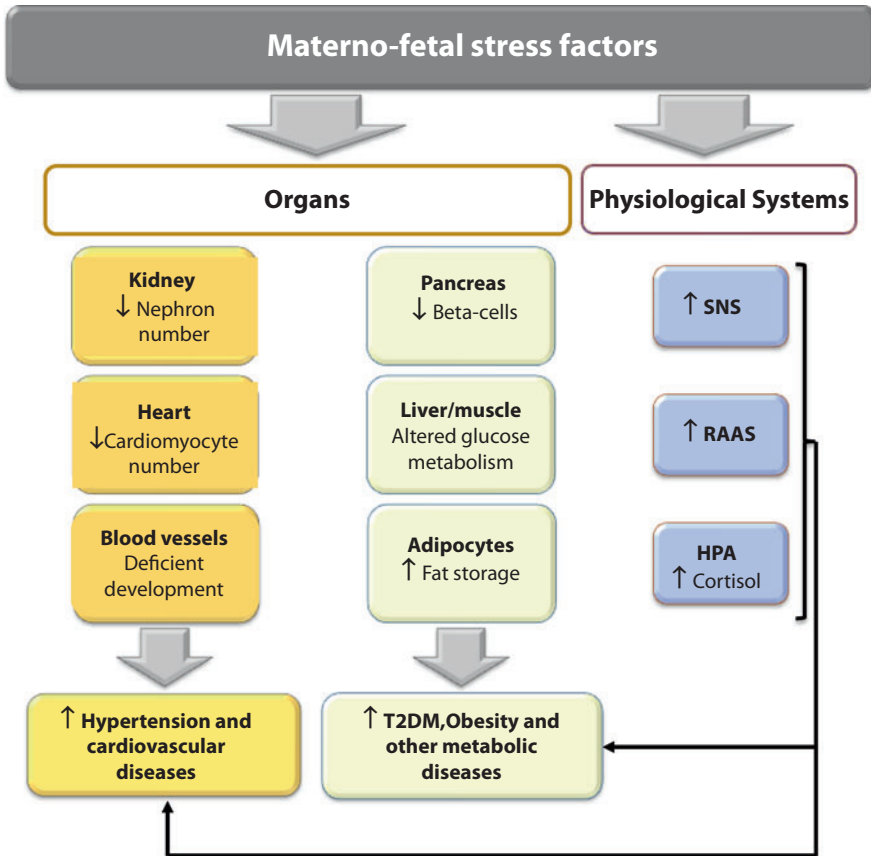 Materno-fetal stress factors
Organs
Physiological Systems
Kidney
↓ Nephron
number
Heart
↓Cardiomyocyte
number
Blood vessels
Deficient
development
↑ Hypertension and
cardiovascular
diseases
Pancreas
↓ Beta-cells
Liver/muscle
Altered glucose
metabolism
Adipocytes
↑ Fat storage
↑ T2DM,Obesity and
other metabolic
diseases
↑ SNS
↑ RAAS
HPA
↑ Cortisol